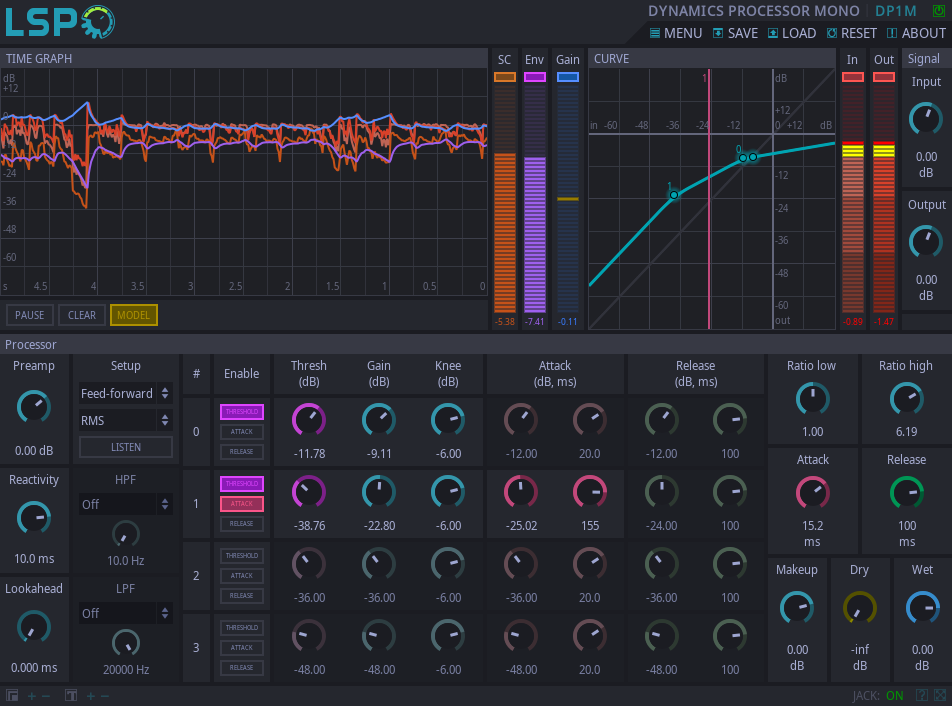 LSP
DYNAMICS PROCESSOR MONO DP1M
MENU SAVE LOAD RESET ABOUT
TIME GRAPH
SC Env Gain
CURVE
In Out
Signal
dB
+12
0
-24
-36
-48
-60
s 4.5 4 3.5 3 2.5 2 1.5 1 0.5 0
PAUSE CLEAR MODEL
-5.38 -7.41 -0.11
1
dB
+12
in -60 -48 -36 -24 -12 0 +12 dB
0
1
-12
-24
-36
-48
-60
out
-0.89 -1.47
Input
0.00
dB
Output
0.00
dB
Processor
Preamp
0.00 dB
Reactivity
10.0 ms
Lookahead
0.000 ms
Setup
Feed-forward
RMS
LISTEN
HPF
Off
10.0 Hz
LPF
Off
20000 Hz
# Enable Thresh (dB) Gain (dB) Knee (dB) Attack (dB, ms) Release (dB, ms)
0
THRESHOLD
ATTACK
RELEASE
-11.78 -9.11 -6.00 -12.00 20.0 -12.00 100
1
THRESHOLD
ATTACK
RELEASE
-38.76 -22.80 -6.00 -25.02 155 -24.00 100
2
THRESHOLD
ATTACK
RELEASE
-36.00 -36.00 -6.00 -36.00 20.0 -36.00 100
3
THRESHOLD
ATTACK
RELEASE
-48.00 -48.00 -6.00 -48.00 20.0 -48.00 100
Ratio low
1.00
Ratio high
6.19
Attack
15.2
ms
Release
100
ms
Makeup
0.00
dB
Dry
-inf
dB
Wet
0.00
dB
JACK: ON